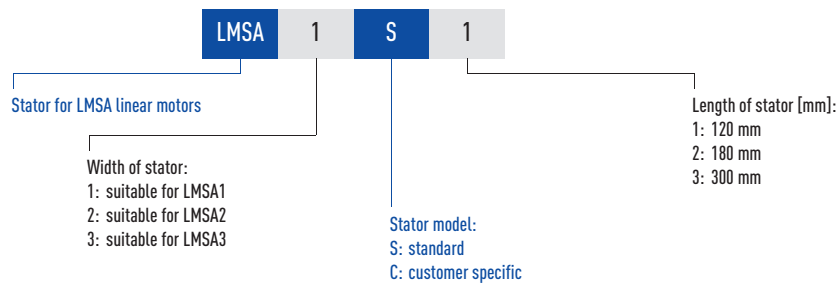 LMSA 1 S 1
Stator for LMSA linear motors
Width of stator:
1: suitable for LMSA1
2: suitable for LMSA2
3: suitable for LMSA3
Stator model:
S: standard
C: customer specific
Length of stator [mm]:
1: 120 mm
2: 180 mm
3: 300 mm